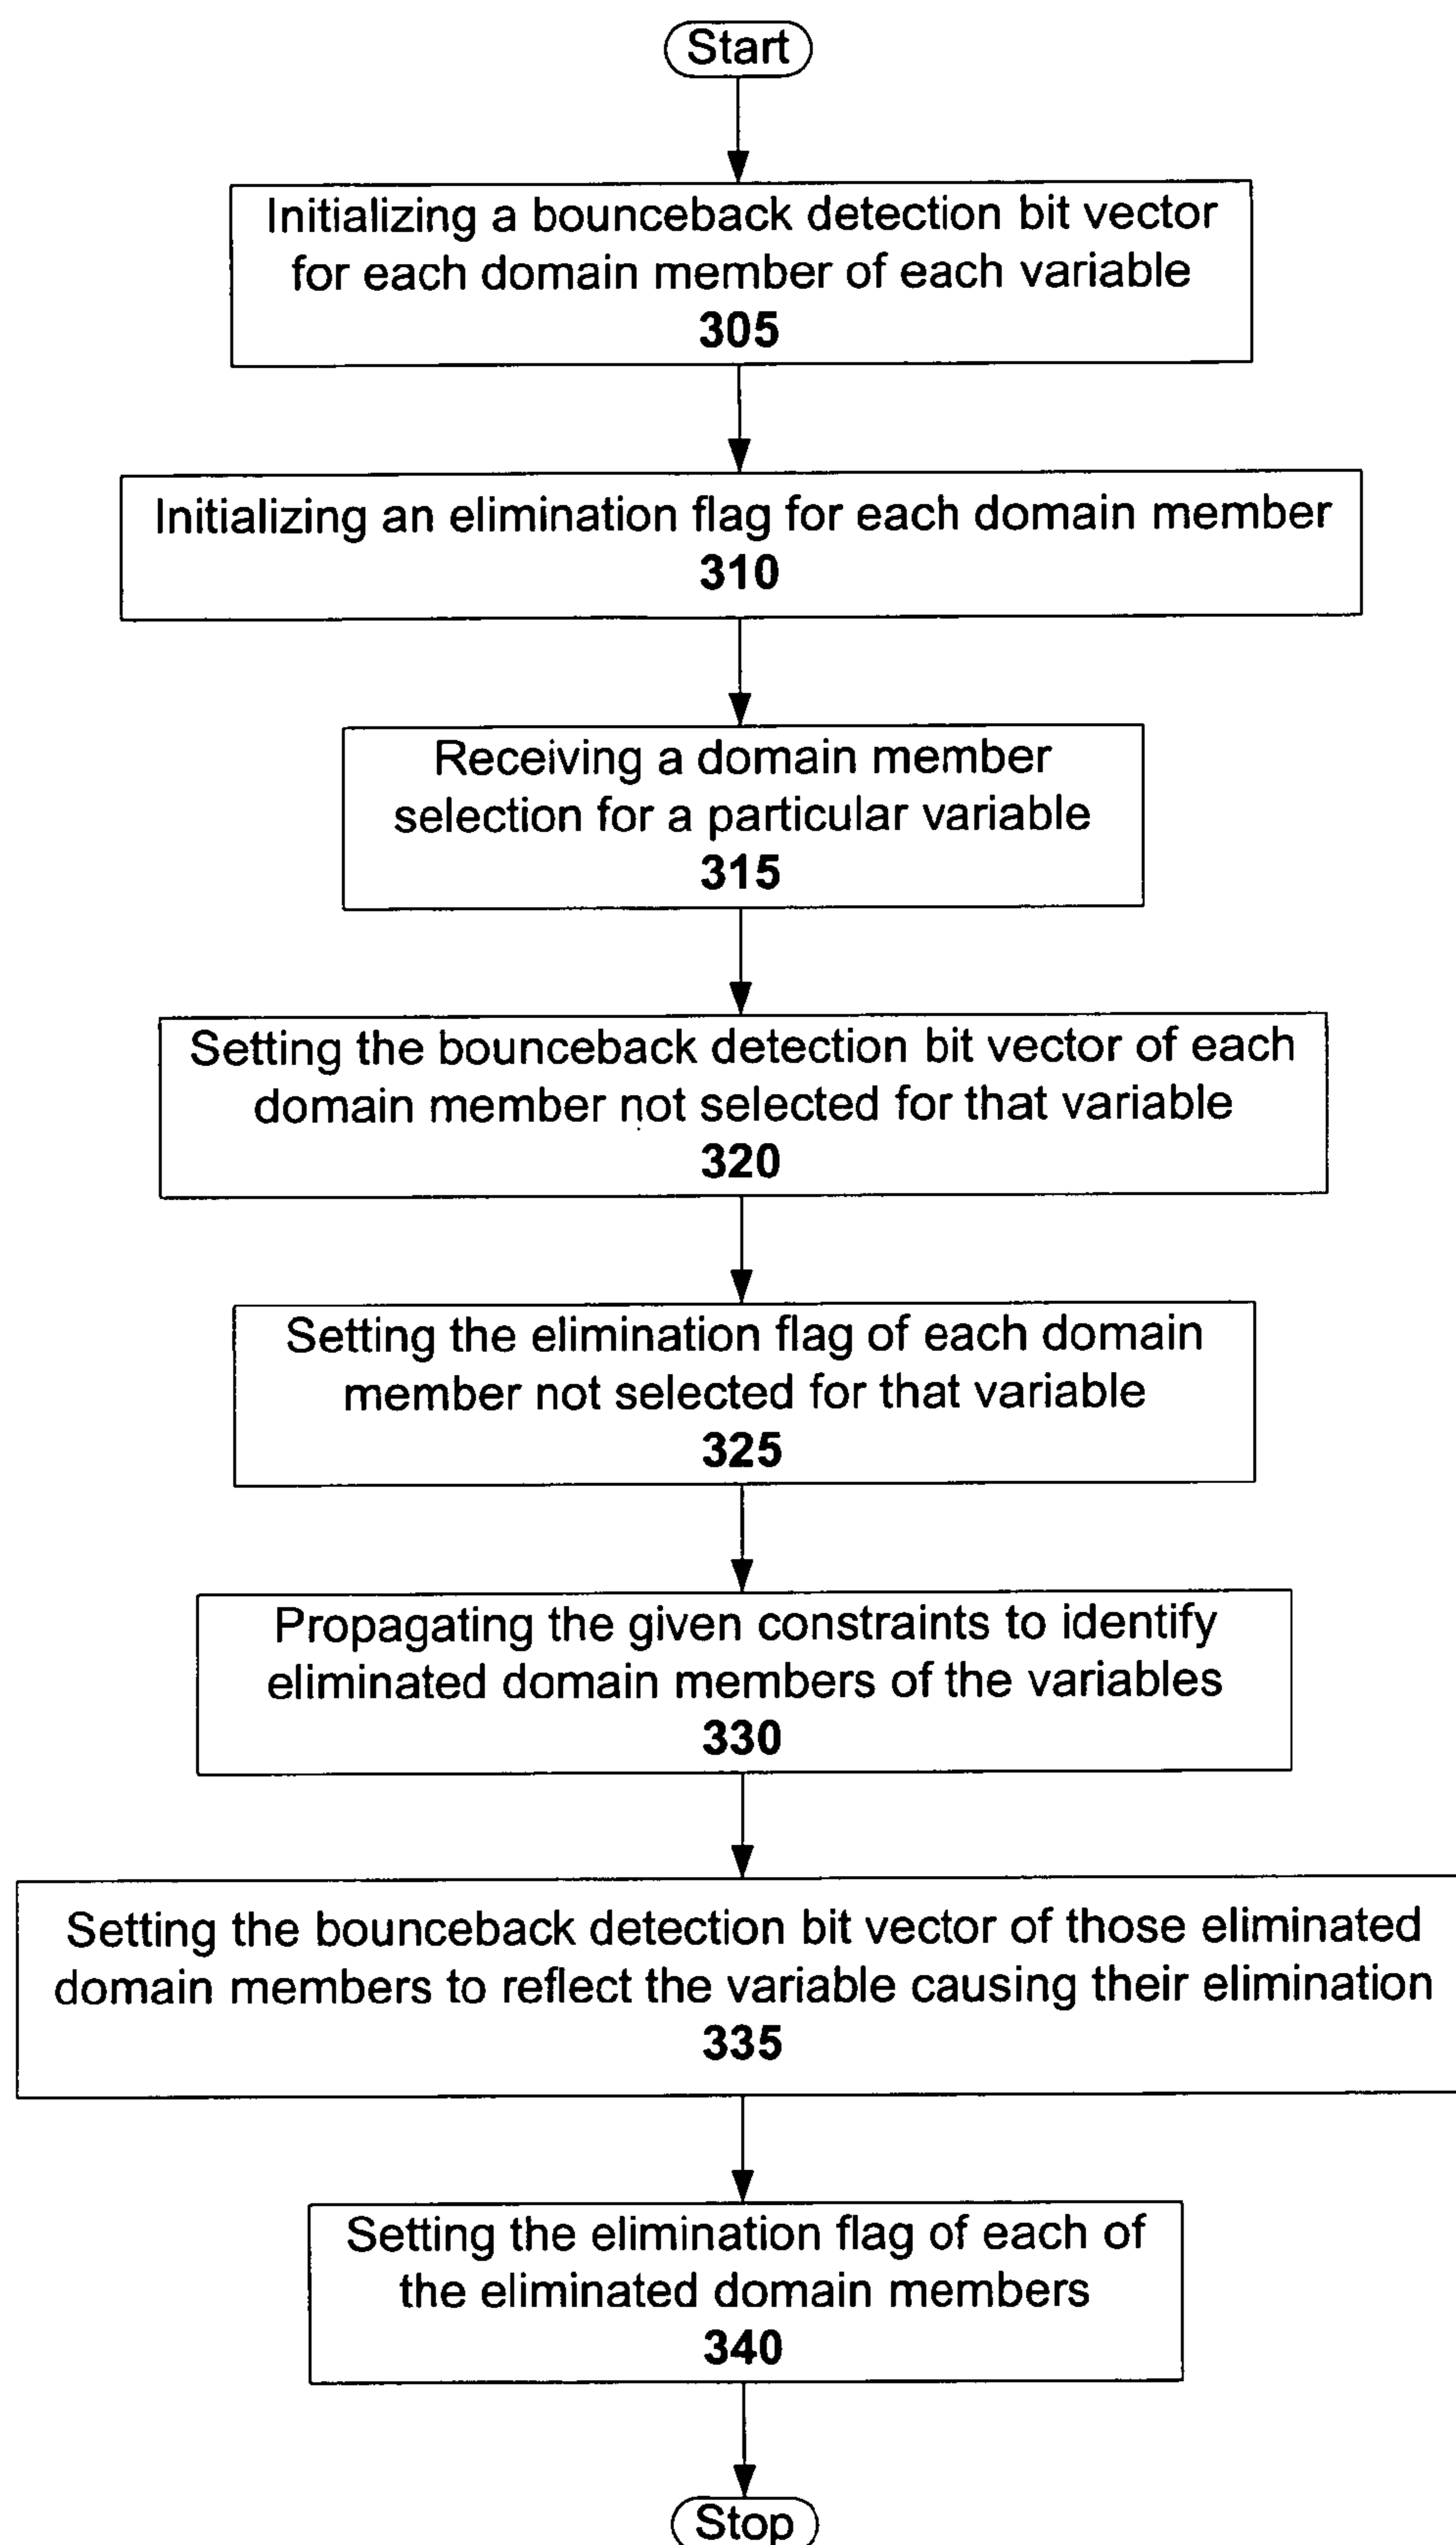 Start
Initializing a bounceback detection bit vector
for each domain member of each variable
305
Initializing an elimination flag for each domain member
310
Receiving a domain member
selection for a particular variable
315
Setting the bounceback detection bit vector of each
domain member not selected for that variable
320
Setting the elimination flag of each domain
member not selected for that variable
325
Propagating the given constraints to identify
eliminated domain members of the variables
330
Setting the bounceback detection bit vector of those eliminated
domain members to reflect the variable causing their elimination
335
Setting the elimination flag of each of
the eliminated domain members
340
Stop